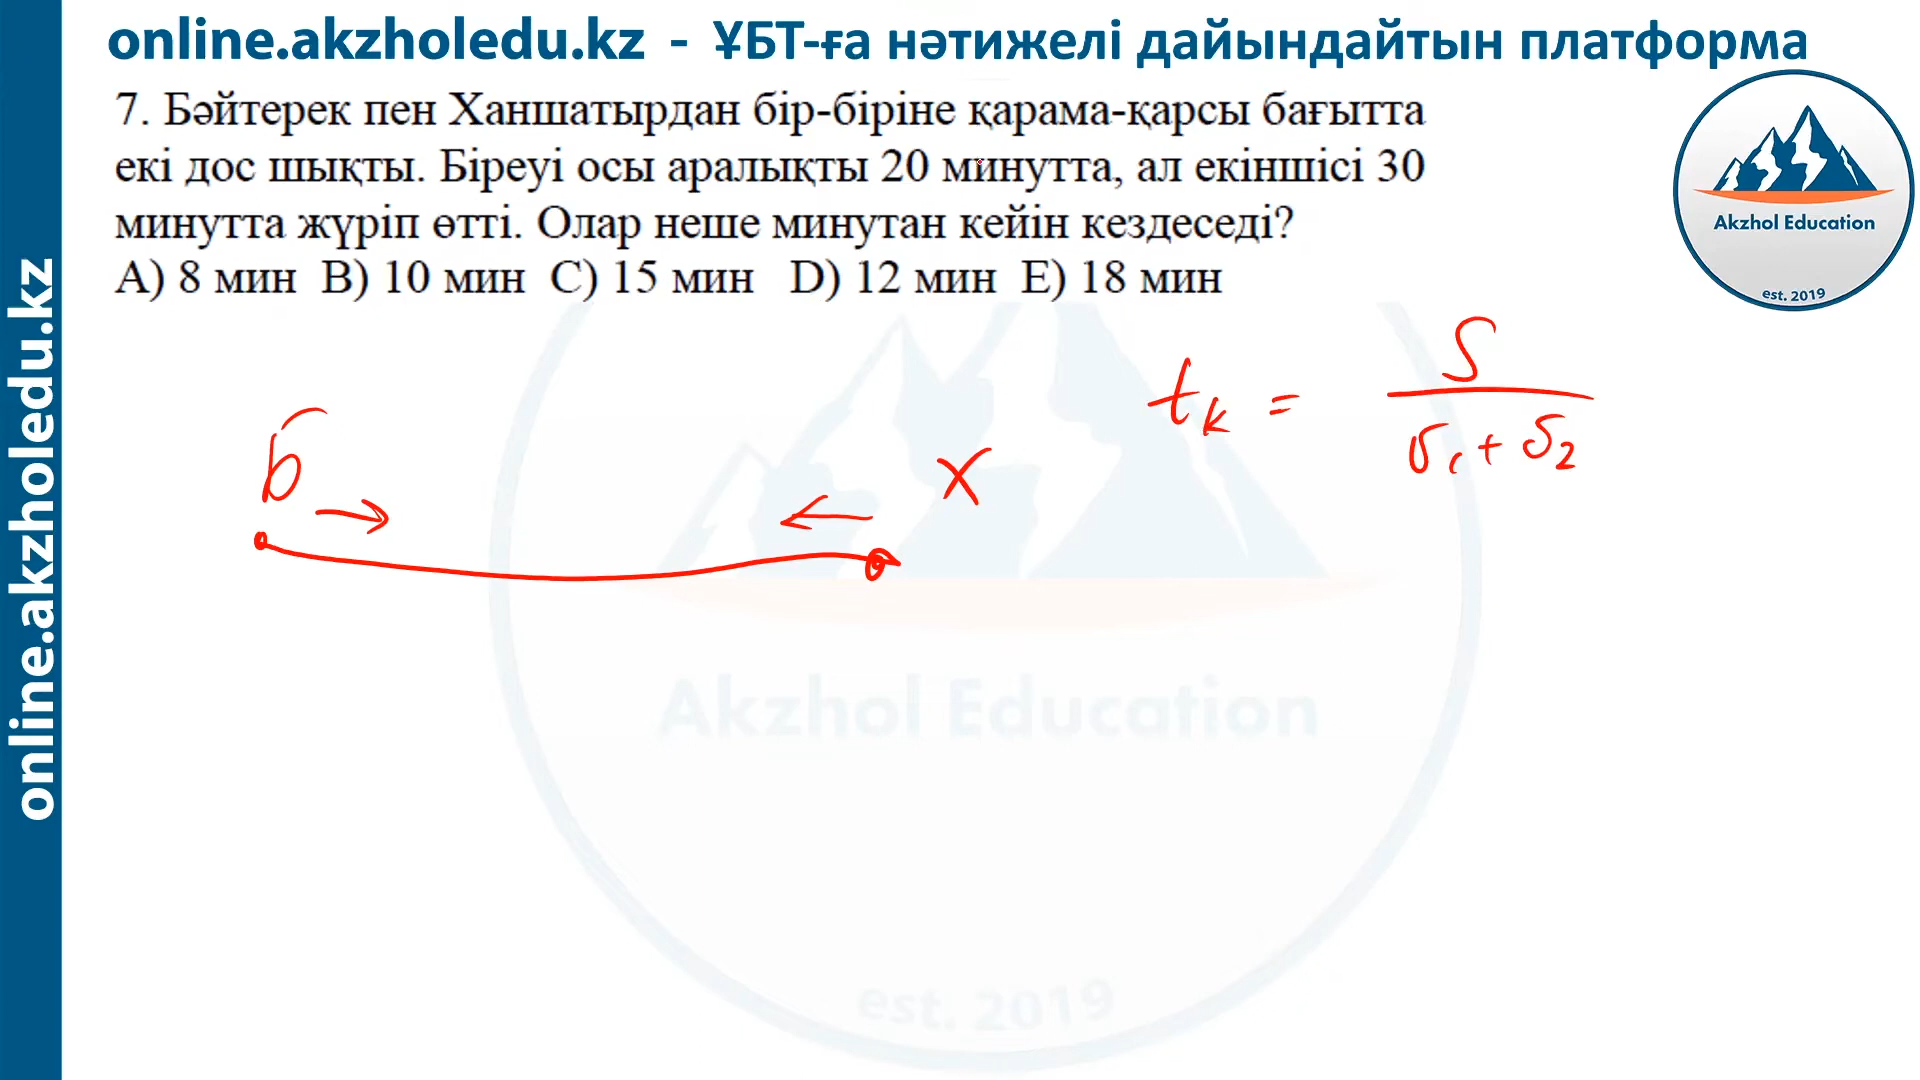 online.akzholedu.kz - ҰБТ-ға нәтижелі дайындайтын платформа
7. Бәйтерек пен Ханшатырдан бір-біріне қарама-қарсы бағытта
екі дос шықты. Біреуі осы аралықты 20 минутта, ал екіншісі 30
минутта жүріп өтті. Олар неше минутан кейін кездеседі?
A) 8 мин B) 10 мин C) 15 мин D) 12 мин E) 18 мин
Akzhol Education
est. 2019
online.akzholedu.kz
Б
X
tk = S / υ1 + υ2
Akzhol Education
est. 2019